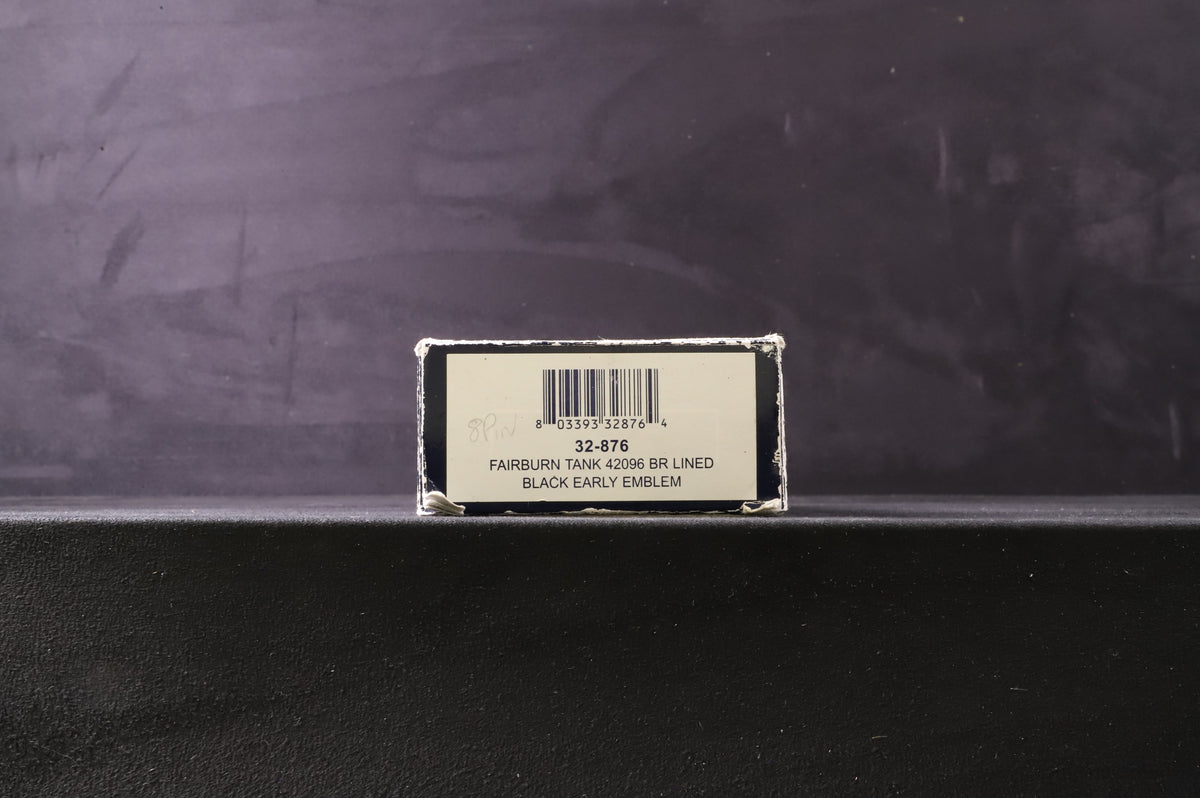 8 03393 32876 4
8PIN
32-876
FAIRBURN TANK 42096 BR LINED
BLACK EARLY EMBLEM